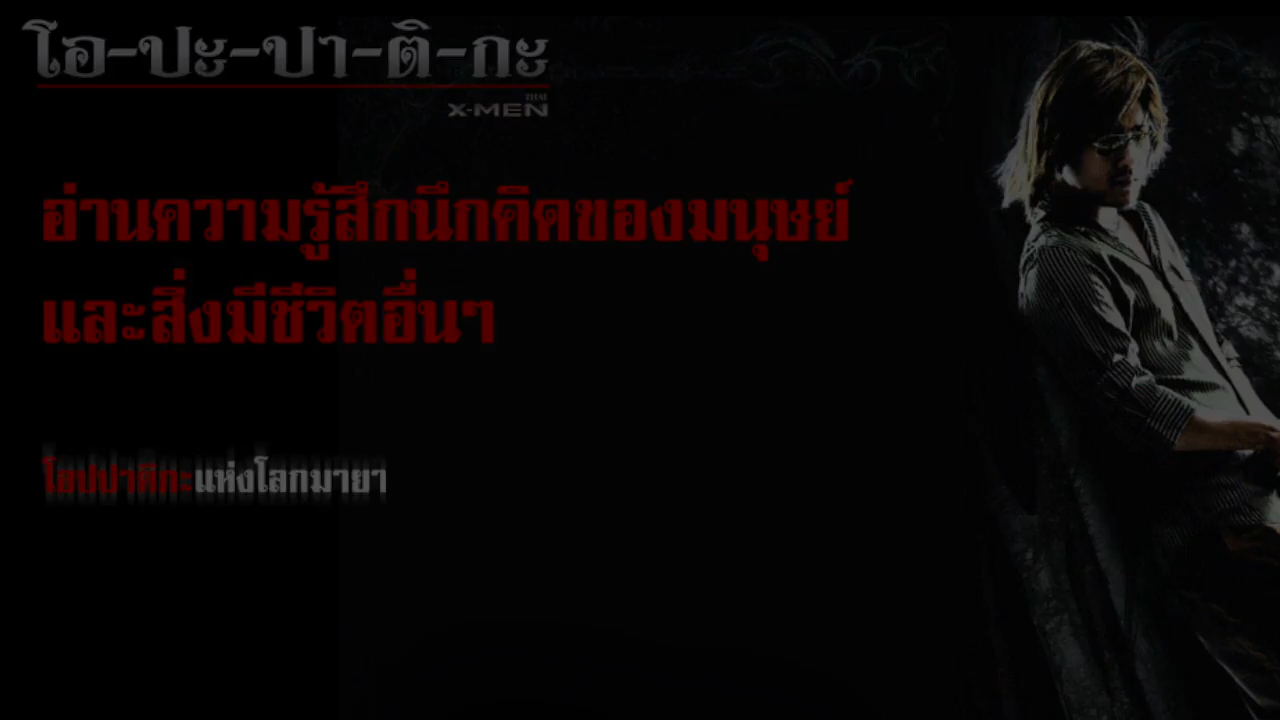 โอ-ปะ-ปา-ติ-กะ
THAI
X-MEN
อ่านความรู้สึกนึกคิดของมนุษย์
และสิ่งมีชีวิตอื่นๆ
โอปปาติกะแห่งโลกมายา